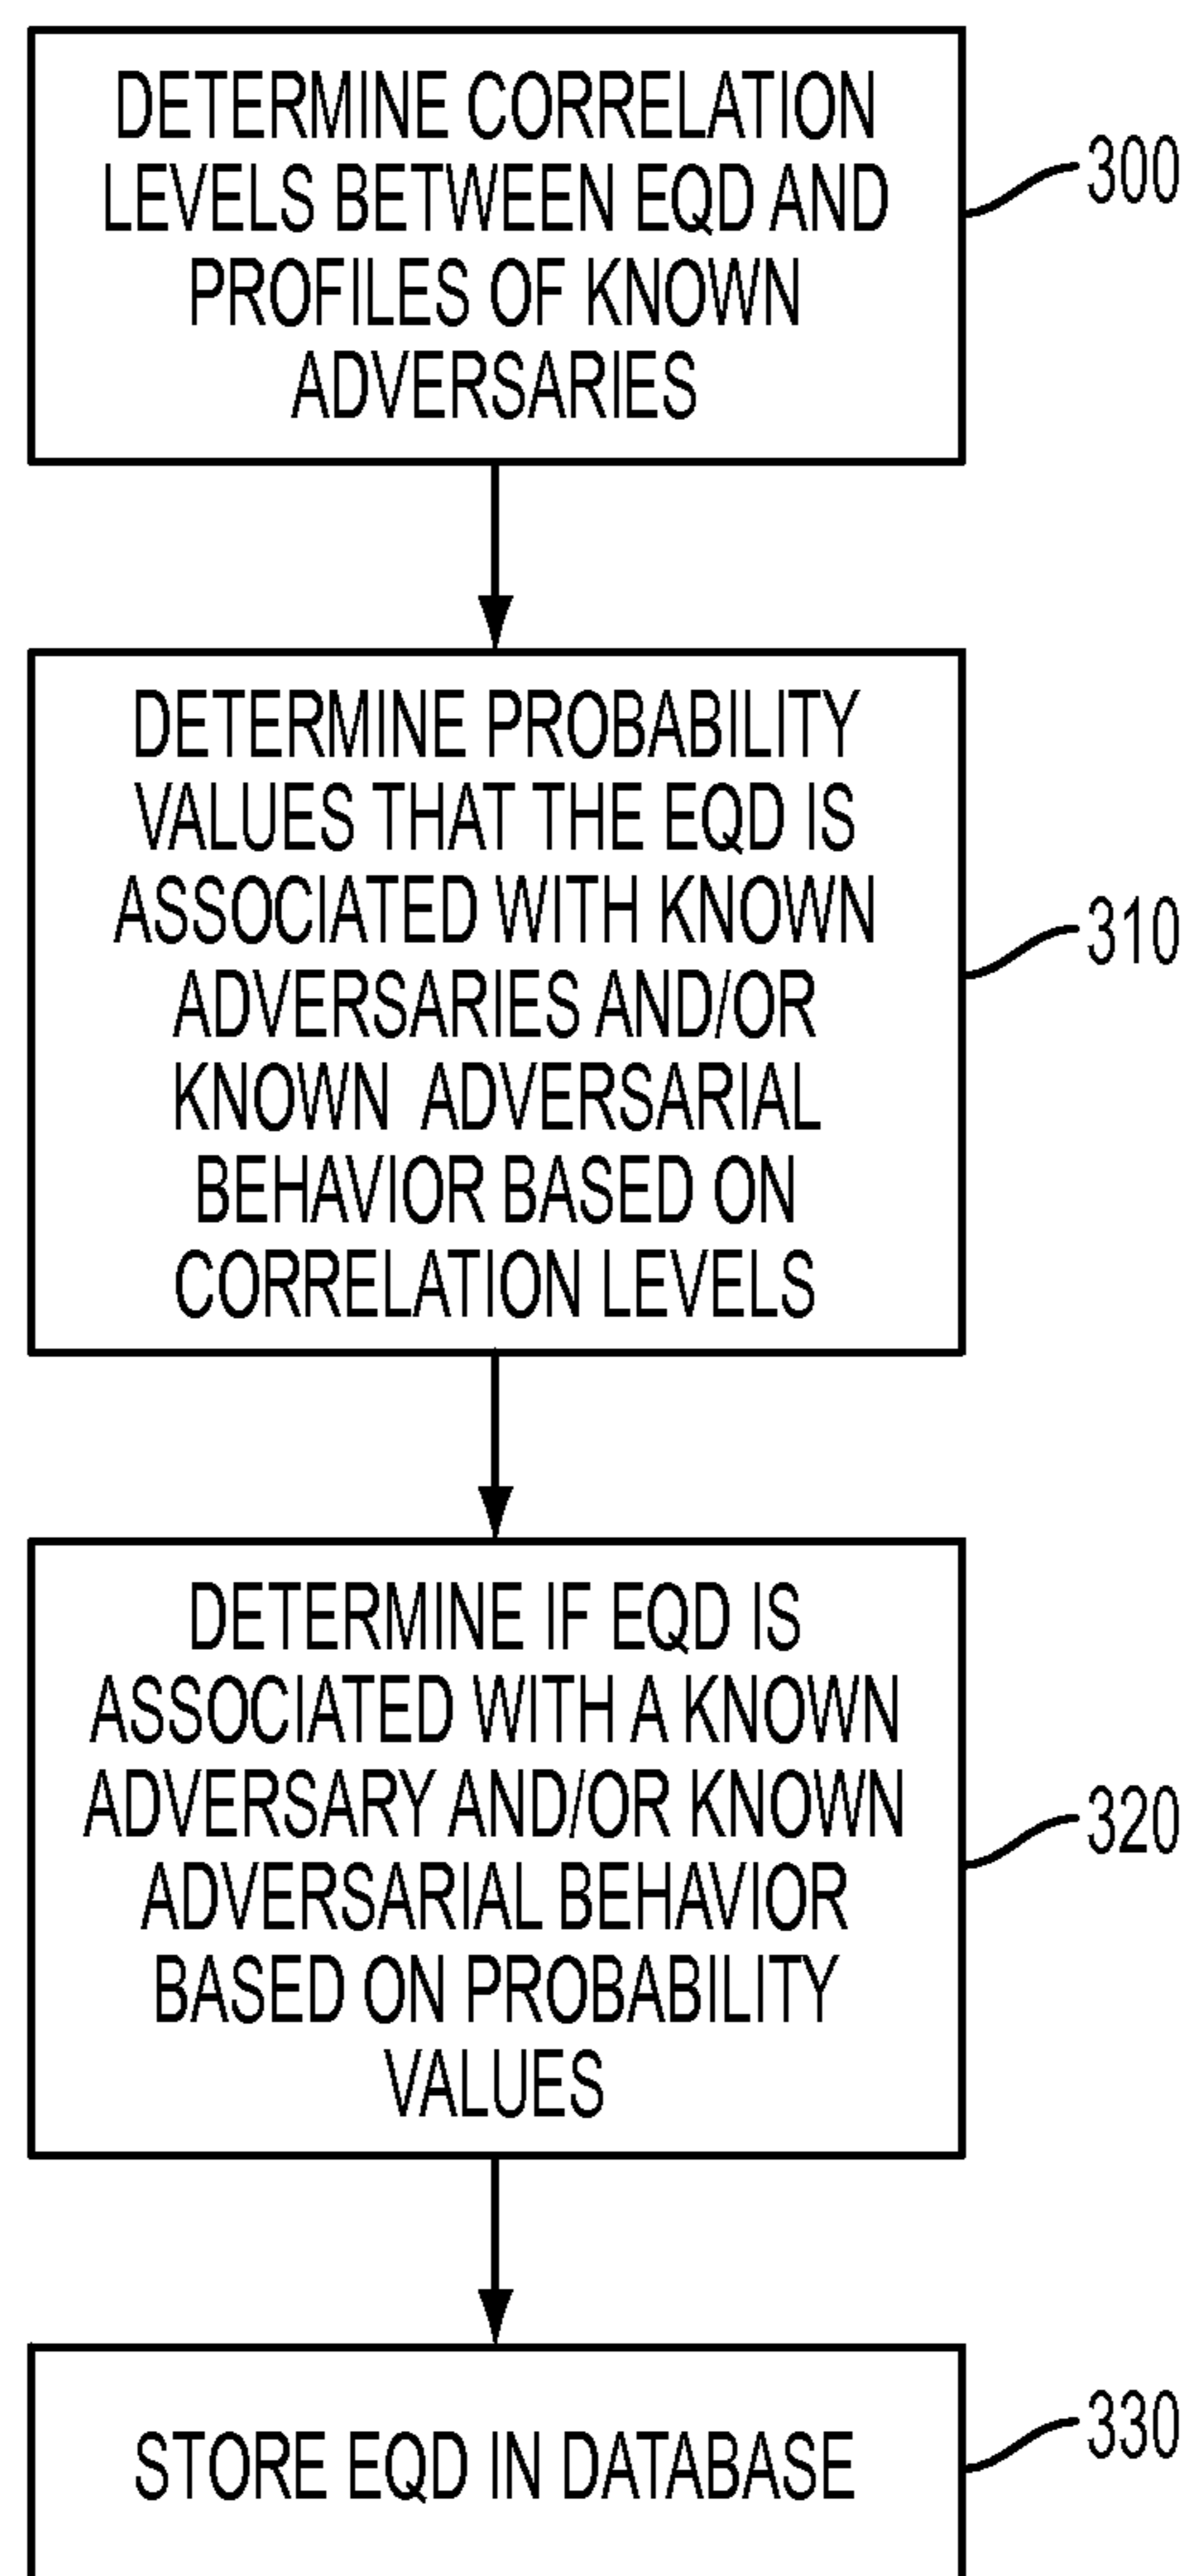 DETERMINE CORRELATION
LEVELS BETWEEN EQD AND
PROFILES OF KNOWN
ADVERSARIES
300
DETERMINE PROBABILITY
VALUES THAT THE EQD IS
ASSOCIATED WITH KNOWN
ADVERSARIES AND/OR
KNOWN ADVERSARIAL
BEHAVIOR BASED ON
CORRELATION LEVELS
310
DETERMINE IF EQD IS
ASSOCIATED WITH A KNOWN
ADVERSARY AND/OR KNOWN
ADVERSARIAL BEHAVIOR
BASED ON PROBABILITY
VALUES
320
STORE EQD IN DATABASE
330